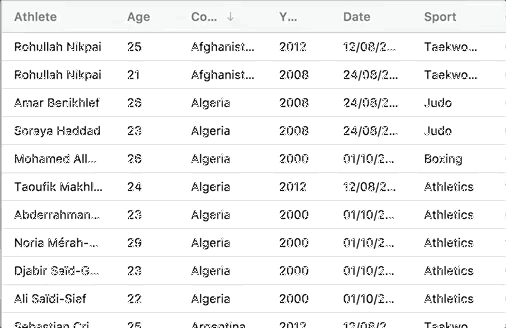 Athlete Age Co... ↓ Y... Date Sport
Rohullah Nikpai 25 Afghanist... 2012 12/08/2... Taekwo...
Rohullah Nikpai 21 Afghanist... 2008 24/08/2... Taekwo...
Amar Benikhlef 26 Algeria 2008 24/08/2... Judo
Soraya Haddad 23 Algeria 2008 24/08/2... Judo
Mohamed All... 26 Algeria 2000 01/10/2... Boxing
Taoufik Makhl... 24 Algeria 2012 12/08/2... Athletics
Abderrahman... 23 Algeria 2000 01/10/2... Athletics
Noria Mérah-... 29 Algeria 2000 01/10/2... Athletics
Djabir Saïd-G... 23 Algeria 2000 01/10/2... Athletics
Ali Saïdi-Sief 22 Algeria 2000 01/10/2... Athletics
Sebastian Cri... 25 Argentina 2012 12/08/2... Taekwo...